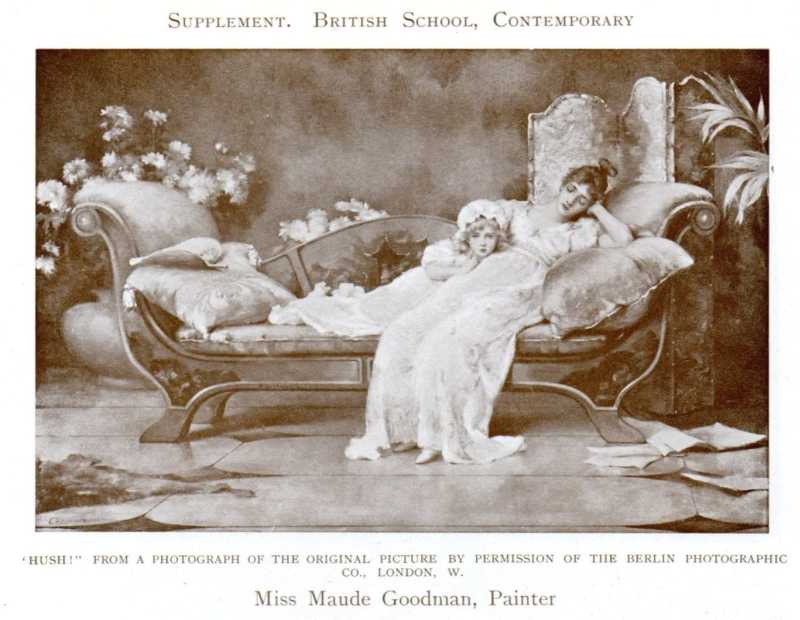 Supplement. British School, Contemporary
‘HUSH!” FROM A PHOTOGRAPH OF THE ORIGINAL PICTURE BY PERMISSION OF THE BERLIN PHOTOGRAPHIC
CO., LONDON, W.
Miss Maude Goodman, Painter